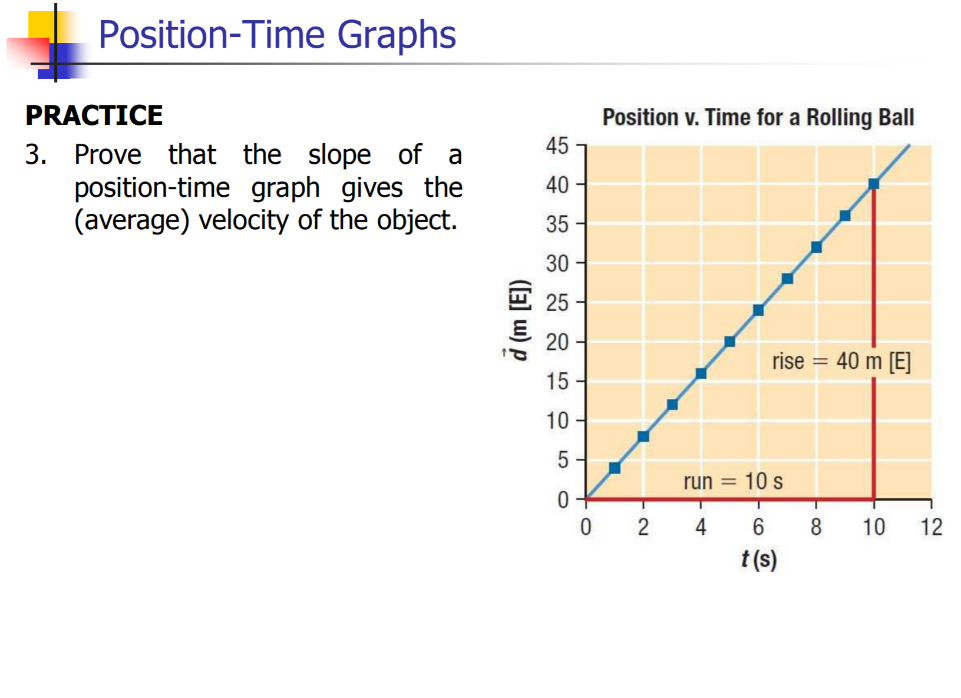 Position-Time Graphs
PRACTICE
3. Prove that the slope of a
position-time graph gives the
(average) velocity of the object.
Position v. Time for a Rolling Ball
45
40
35
30
25
20
15
10
5
0
d⃗ (m [E])
rise = 40 m [E]
run = 10 s
0 2 4 6 8 10 12
t (s)